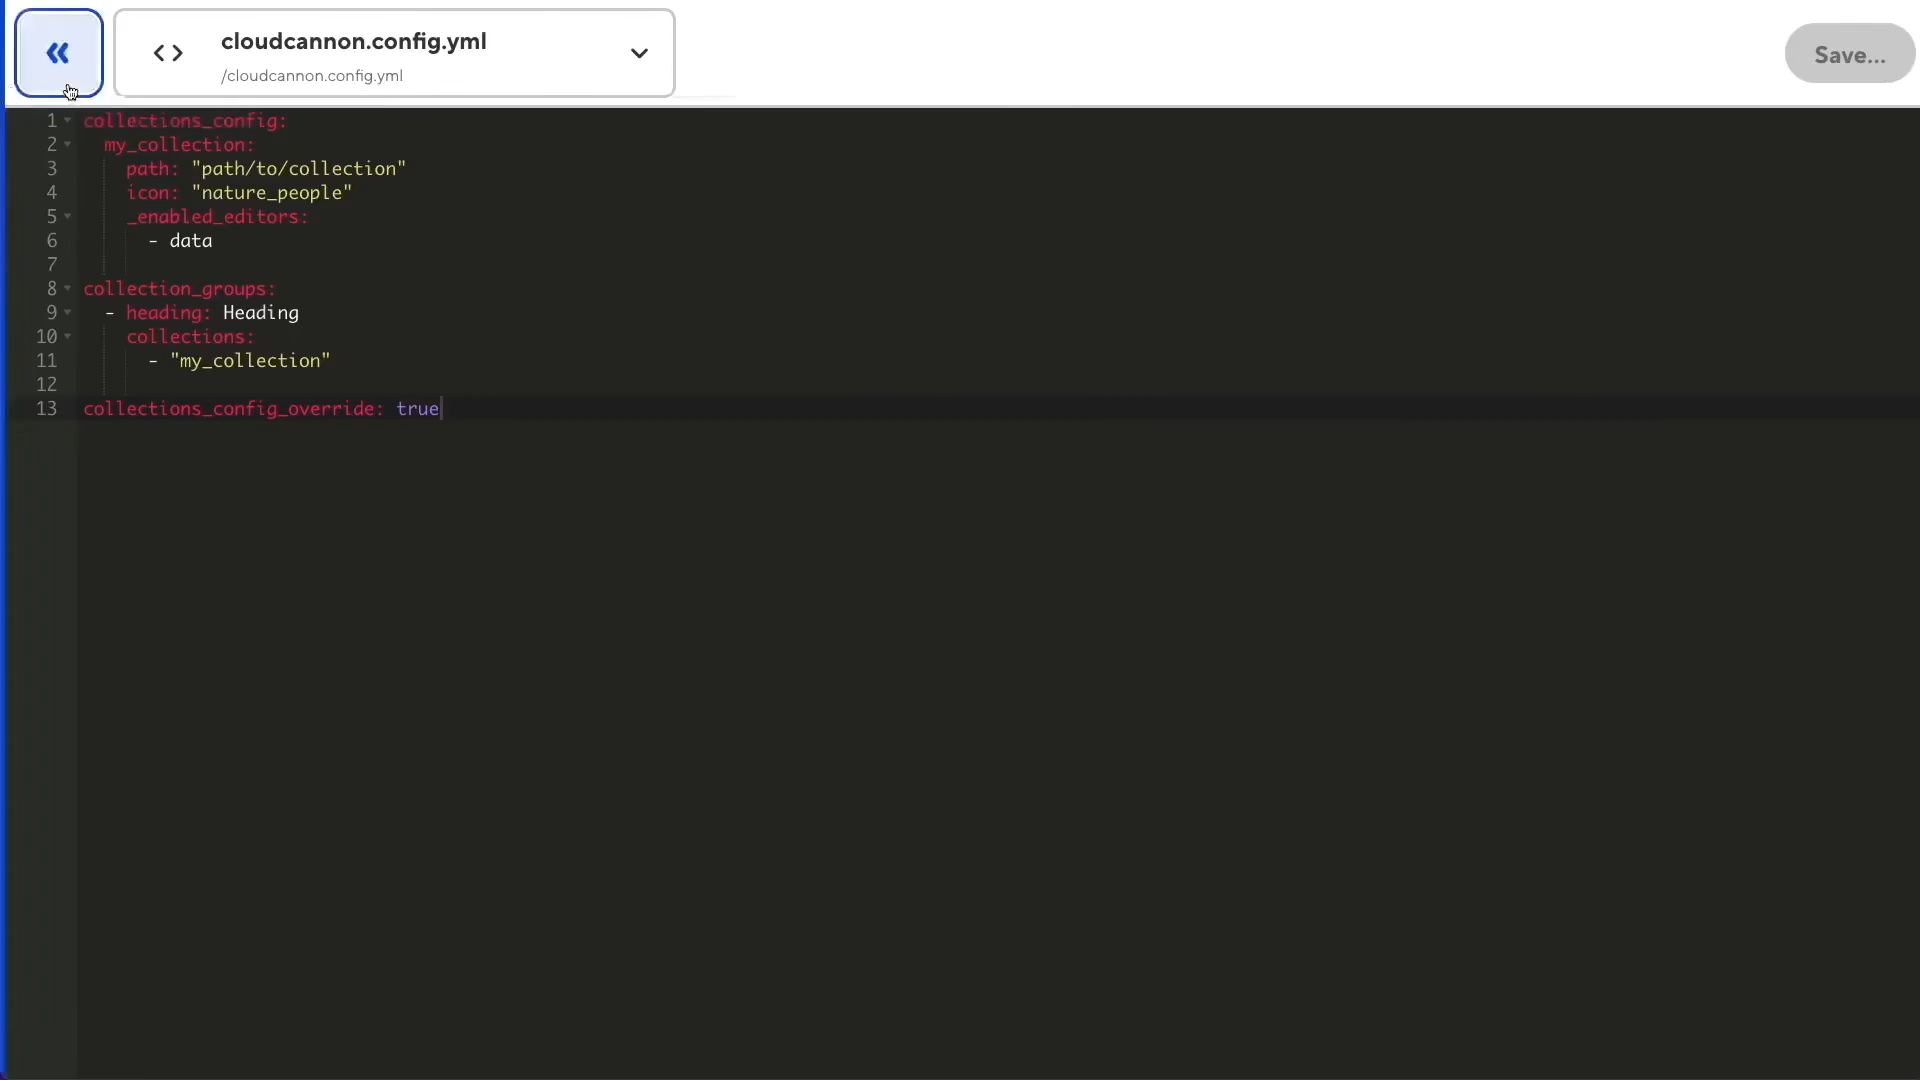 cloudcannon.config.yml
/cloudcannon.config.yml
Save...
1 collections_config:
2 my_collection:
3 path: "path/to/collection"
4 icon: "nature_people"
5 _enabled_editors:
6 - data
7
8 collection_groups:
9 - heading: Heading
10 collections:
11 - "my_collection"
12
13 collections_config_override: true